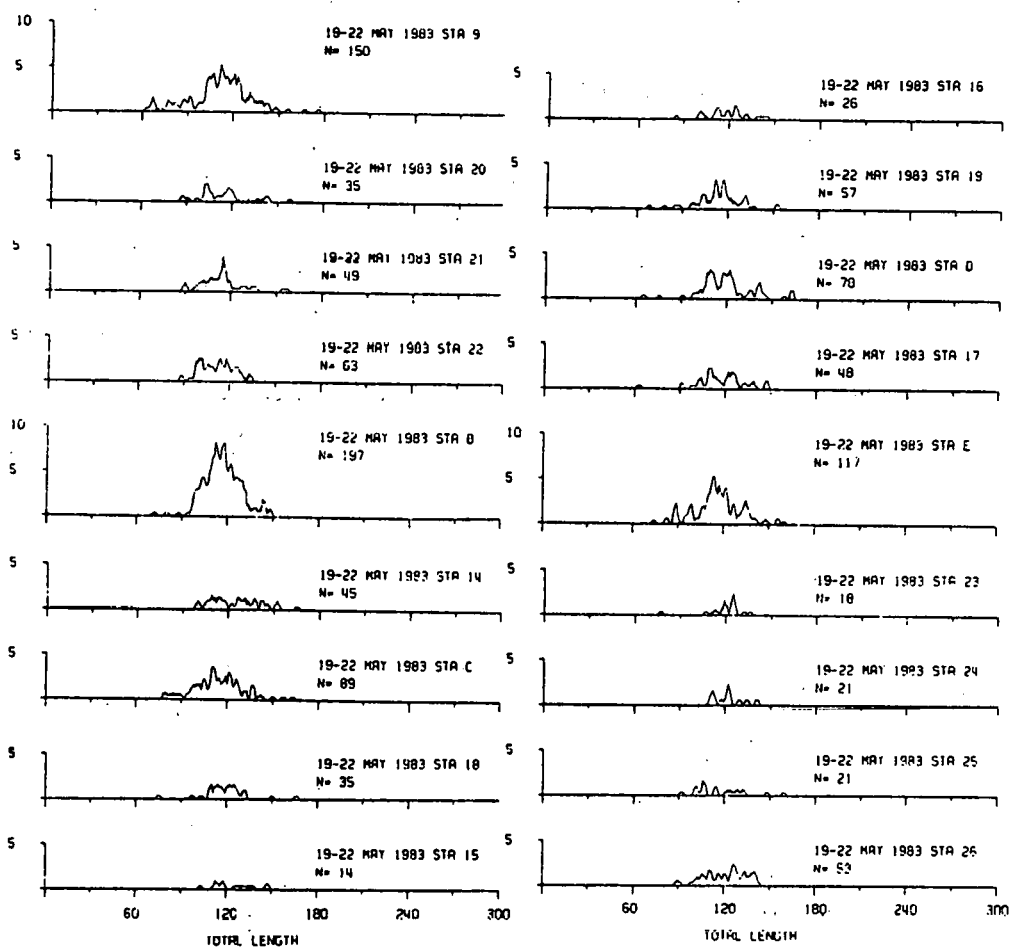 10
5
19-22 MAY 1983 STA 9
N= 150
5
19-22 MAY 1983 STA 20
N= 35
5
19-22 MAY 1983 STA 21
N= 49
5
19-22 MAY 1983 STA 22
N= 63
10
5
19-22 MAY 1983 STA B
N= 197
5
19-22 MAY 1983 STA 14
N= 45
5
19-22 MAY 1983 STA C
N= 89
5
19-22 MAY 1983 STA 18
N= 35
5
19-22 MAY 1983 STA 15
N= 14
60 120 180 240 300
TOTAL LENGTH
5
19-22 MAY 1983 STA 16
N= 26
5
19-22 MAY 1983 STA 19
N= 57
5
19-22 MAY 1983 STA D
N= 78
5
19-22 MAY 1983 STA 17
N= 48
10
5
19-22 MAY 1983 STA E
N= 117
5
19-22 MAY 1983 STA 23
N= 18
5
19-22 MAY 1983 STA 24
N= 21
5
19-22 MAY 1983 STA 25
N= 21
5
19-22 MAY 1983 STA 26
N= 53
60 120 180 240 300
TOTAL LENGTH